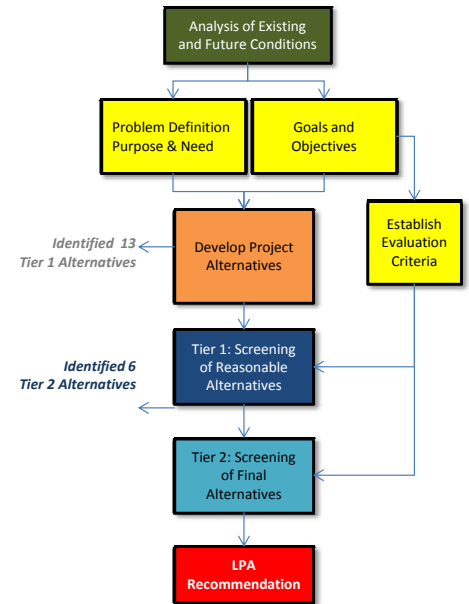 Analysis of Existing
and Future Conditions
Problem Definition
Purpose & Need
Goals and
Objectives
Establish
Evaluation
Criteria
Identified 13
Tier 1 Alternatives
Develop Project
Alternatives
Identified 6
Tier 2 Alternatives
Tier 1: Screening
of Reasonable
Alternatives
Tier 2: Screening
of Final
Alternatives
LPA
Recommendation